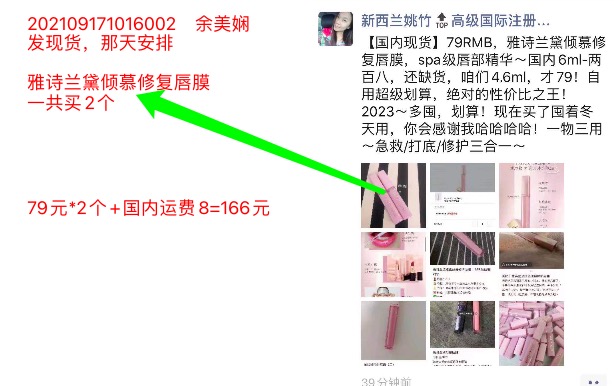 202109171016002 余美娴
发现货，那天安排
雅诗兰黛倾慕修复唇膜
一共买2个
79元*2个+国内运费8=166元
新西兰姚竹 TOP 高级国际注册...
【国内现货】79RMB，雅诗兰黛倾慕修
复唇膜，spa级唇部精华~国内6ml-两
百八，还缺货，咱们4.6ml，才79！自
用超级划算，绝对的性价比之王！
2023～多囤，划算！现在买了囤着冬
天用，你会感谢我哈哈哈哈！一物三用
～急救/打底/修护三合一～
39分钟前